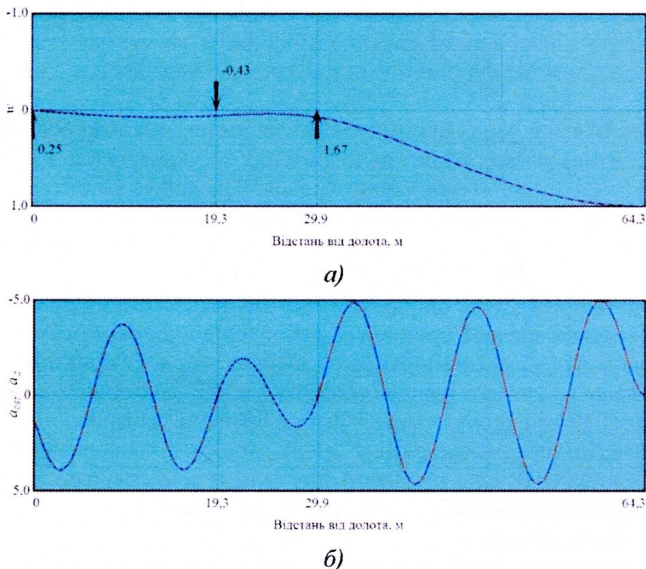 -1.0
-0.43
w
0
0.25
1.67
1.0
0 19.3 29.9 64.3
Відстань від долота, м
а)
-5.0
0
5.0
0 19.3 29.9 64.3
Відстань від долота, м
б)